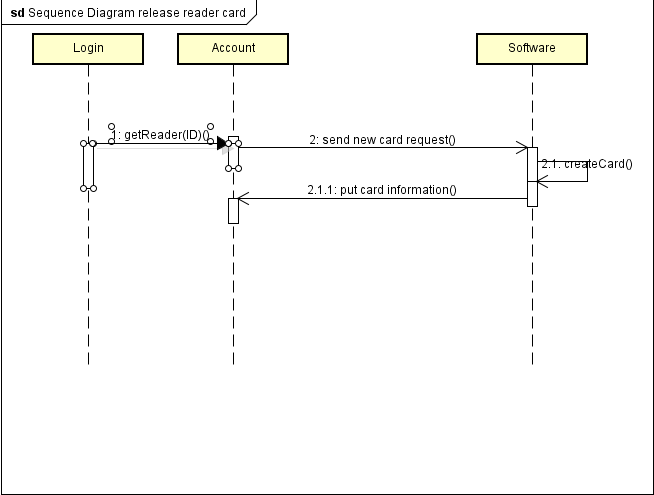 sd Sequence Diagram release reader card
Login
Account
Software
1: getReader(ID)()
2: send new card request()
2.1: createCard()
2.1.1: put card information()